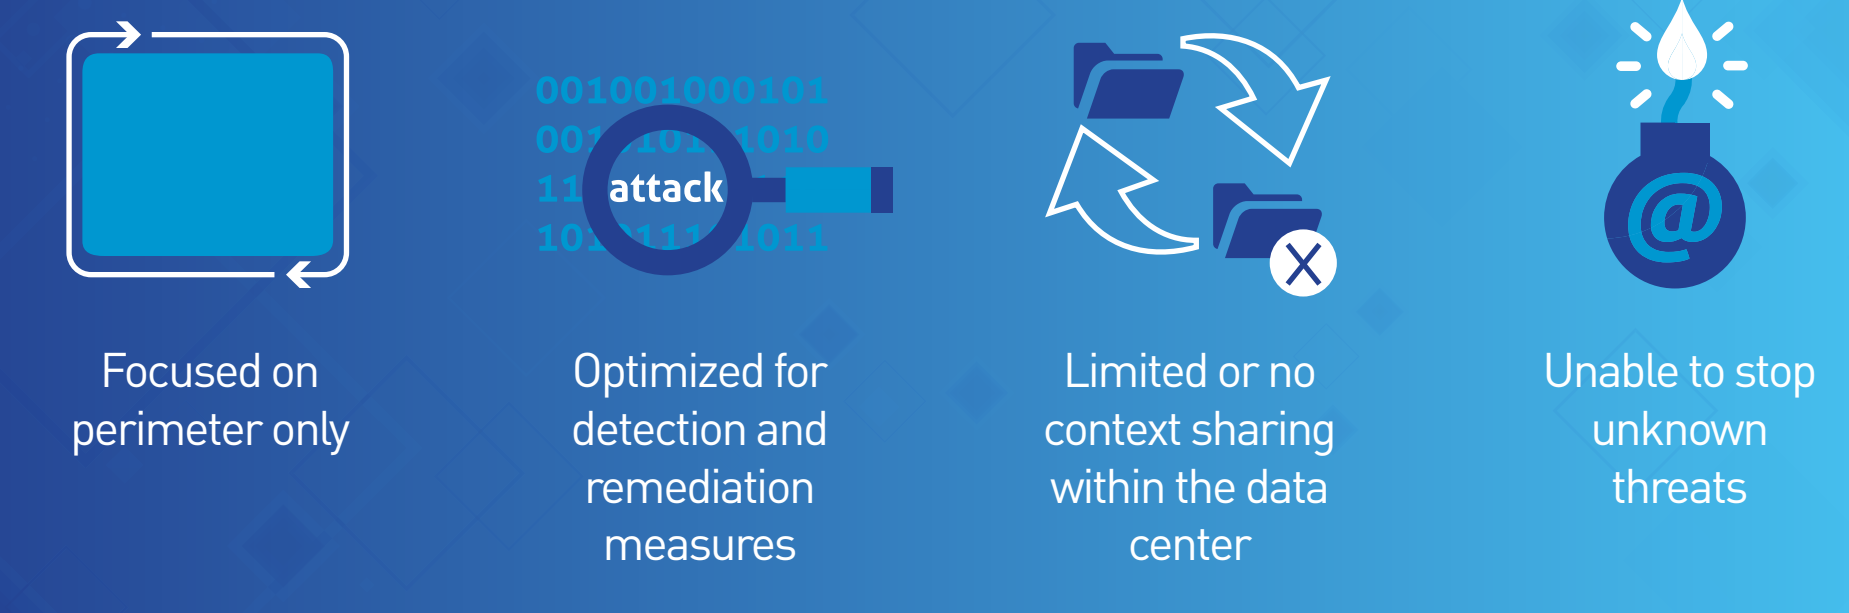 001001000101
attack
@
X
Focused on
perimeter only
Optimized for
detection and
remediation
measures
Limited or no
context sharing
within the data
center
Unable to stop
unknown
threats